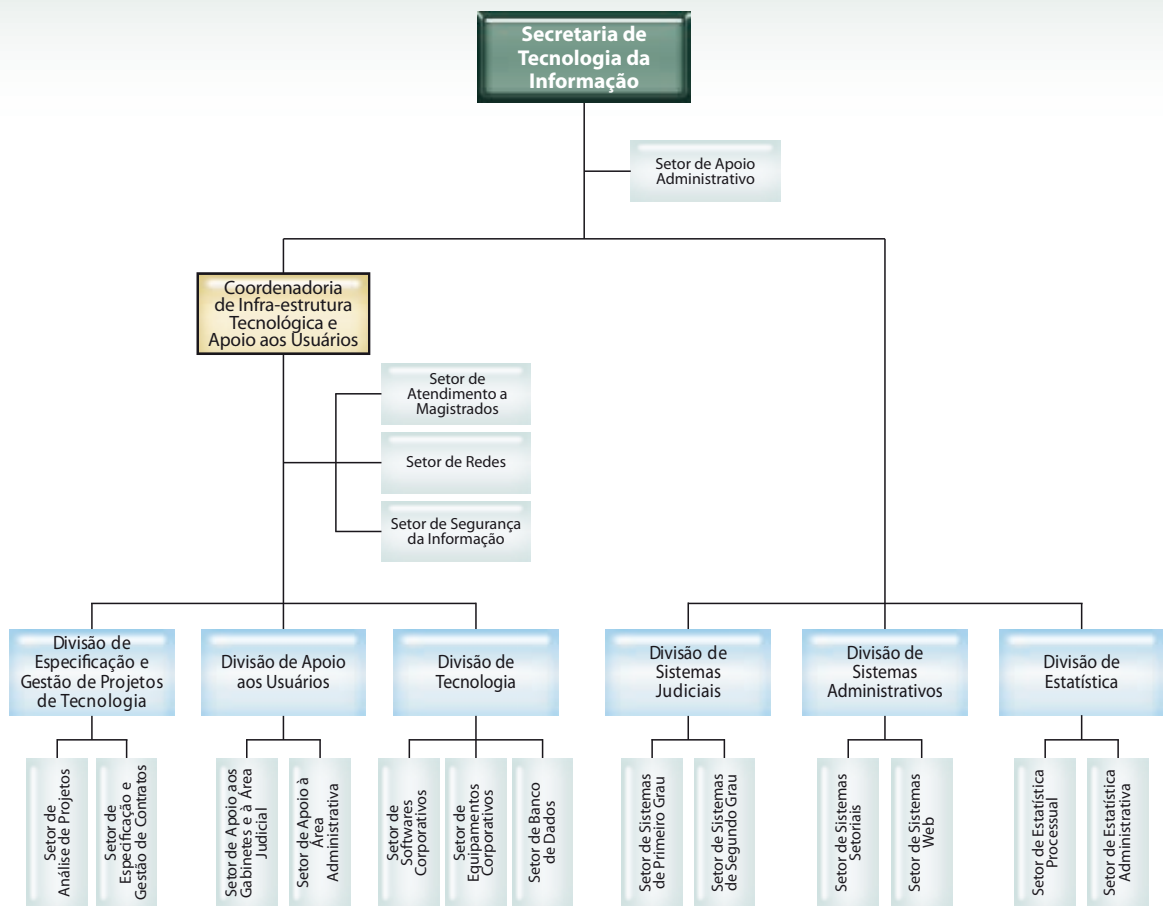 Secretaria de
Tecnologia da
Informação
Setor de Apoio
Administrativo
Coordenadoria
de Infra-estrutura
Tecnológica e
Apoio aos Usuários
Setor de
Atendimento a
Magistrados
Setor de Redes
Setor de Segurança
da Informação
Divisão de
Especificação e
Gestão de Projetos
de Tecnologia
Divisão de Apoio
aos Usuários
Divisão de
Tecnologia
Divisão de
Sistemas
Judiciais
Divisão de
Sistemas
Administrativos
Divisão de
Estatística
Setor de
Análise de Projetos
Setor de
Especificação e
Gestão de Contratos
Setor de Apoio aos
Gabinetes e à Área
Judicial
Setor de Apoio à
Área
Administrativa
Setor de
Softwares
Corporativos
Setor de
Equipamentos
Corporativos
Setor de Banco
de Dados
Setor de Sistemas
de Primeiro Grau
Setor de Sistemas
de Segundo Grau
Setor de Sistemas
Setoriais
Setor de Sistemas
Web
Setor de Estatística
Processual
Setor de Estatística
Administrativa